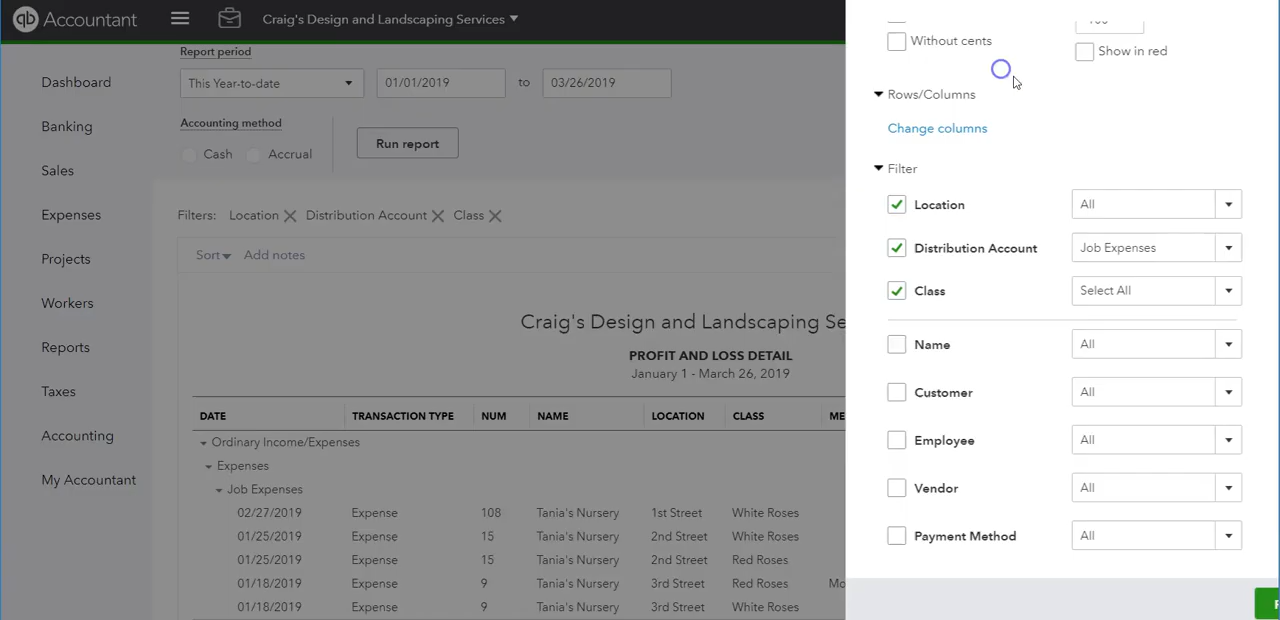 qb Accountant
Craig's Design and Landscaping Services
Report period
This Year-to-date
01/01/2019
to
03/26/2019
Accounting method
Cash
Accrual
Run report
Dashboard
Banking
Sales
Expenses
Projects
Workers
Reports
Taxes
Accounting
My Accountant
Filters: Location Distribution Account Class
Sort Add notes
Craig's Design and Landscaping Se
PROFIT AND LOSS DETAIL
January 1 - March 26, 2019
DATE TRANSACTION TYPE NUM NAME LOCATION CLASS ME
Ordinary Income/Expenses
Expenses
Job Expenses
02/27/2019 Expense 108 Tania's Nursery 1st Street White Roses
01/25/2019 Expense 15 Tania's Nursery 2nd Street White Roses
01/25/2019 Expense 15 Tania's Nursery 2nd Street Red Roses
01/18/2019 Expense 9 Tania's Nursery 3rd Street Red Roses Mo
01/18/2019 Expense 9 Tania's Nursery 3rd Street White Roses
Without cents
Show in red
Rows/Columns
Change columns
Filter
Location All
Distribution Account Job Expenses
Class Select All
Name All
Customer All
Employee All
Vendor All
Payment Method All